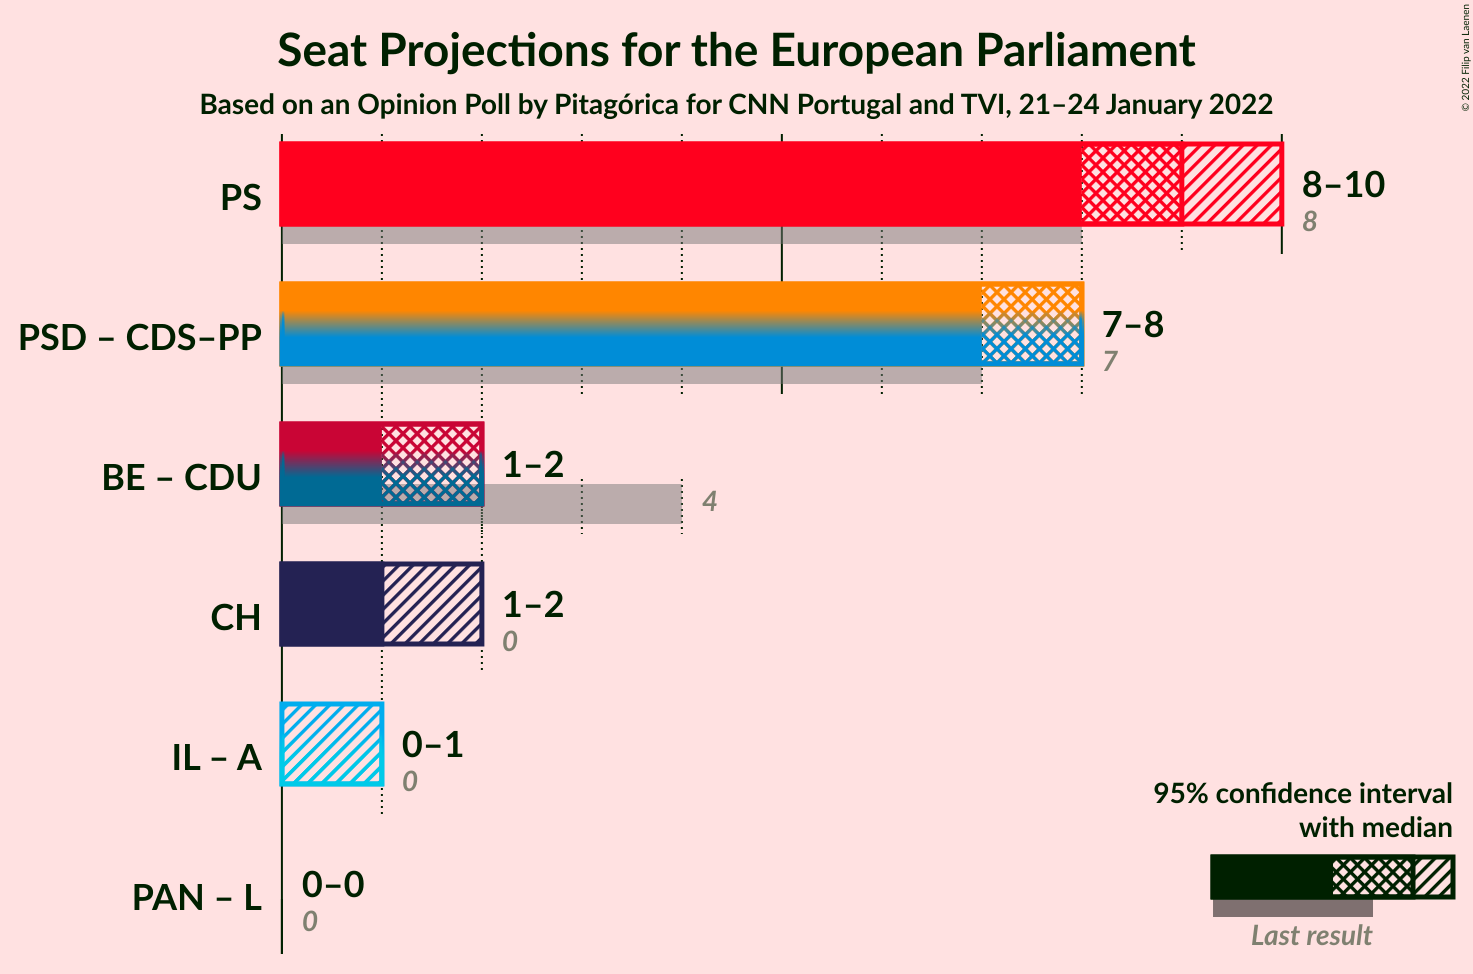 Seat Projections for the European Parliament
Based on an Opinion Poll by Pitagórica for CNN Portugal and TVI, 21–24 January 2022
© 2022 Filip van Laenen
PS
8–10
8
PSD – CDS–PP
7–8
7
BE – CDU
1–2
4
CH
1–2
0
IL – A
0–1
0
PAN – L
0–0
0
95% confidence interval
with median
Last result